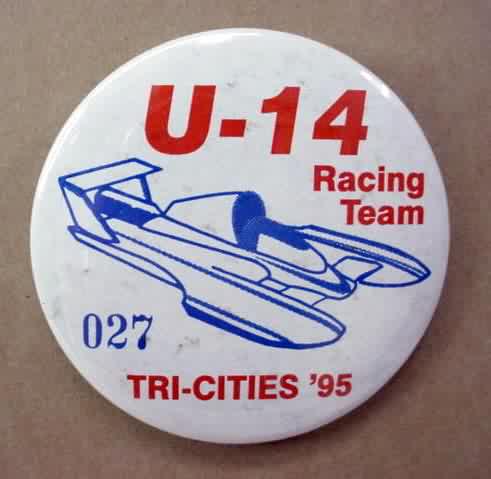 U-14
Racing
Team
027
TRI-CITIES '95